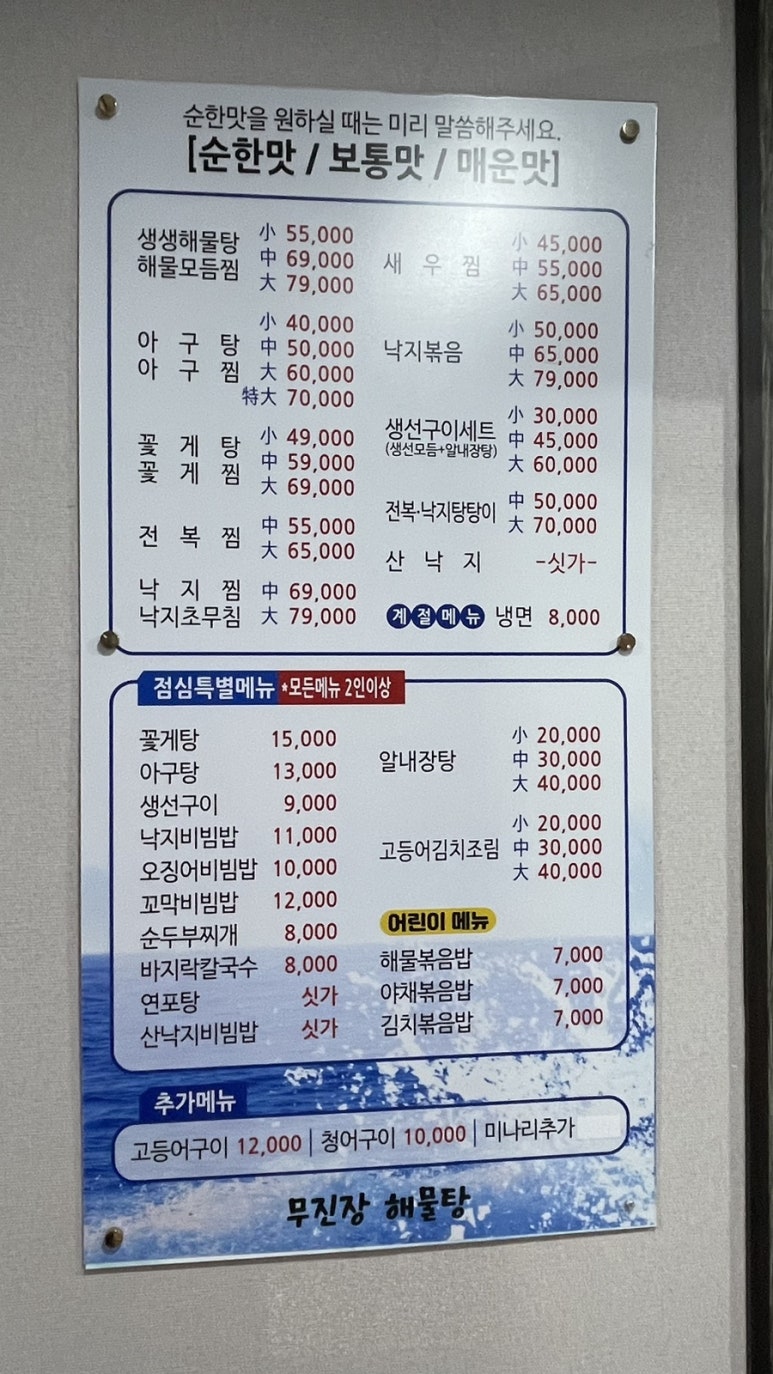 순한맛을 원하실 때는 미리 말씀해주세요.
[순한맛 / 보통맛 / 매운맛]
생생해물탕 小 55,000
해물모듬찜 中 69,000
大 79,000
小 40,000
아 구 탕 中 50,000
아 구 찜 大 60,000
特大 70,000
꽃 게 탕 小 49,000
꽃 게 찜 中 59,000
大 69,000
전 복 찜 中 55,000
大 65,000
낙 지 찜 中 69,000
낙지초무침 大 79,000
小 45,000
새 우 찜 中 55,000
大 65,000
小 50,000
낙지볶음 中 65,000
大 79,000
小 30,000
생선구이세트 中 45,000
(생선모듬+알내장탕) 大 60,000
전복·낙지탕탕이 中 50,000
大 70,000
산 낙 지 -싯가-
계절메뉴 냉면 8,000
점심특별메뉴 *모든메뉴 2인이상
꽃게탕 15,000
아구탕 13,000
생선구이 9,000
낙지비빔밥 11,000
오징어비빔밥 10,000
꼬막비빔밥 12,000
순두부찌개 8,000
바지락칼국수 8,000
연포탕 싯가
산낙지비빔밥 싯가
小 20,000
알내장탕 中 30,000
大 40,000
小 20,000
고등어김치조림 中 30,000
大 40,000
어린이 메뉴
해물볶음밥 7,000
야채볶음밥 7,000
김치볶음밥 7,000
추가메뉴
고등어구이 12,000 | 청어구이 10,000 | 미나리추가
무진장 해물탕